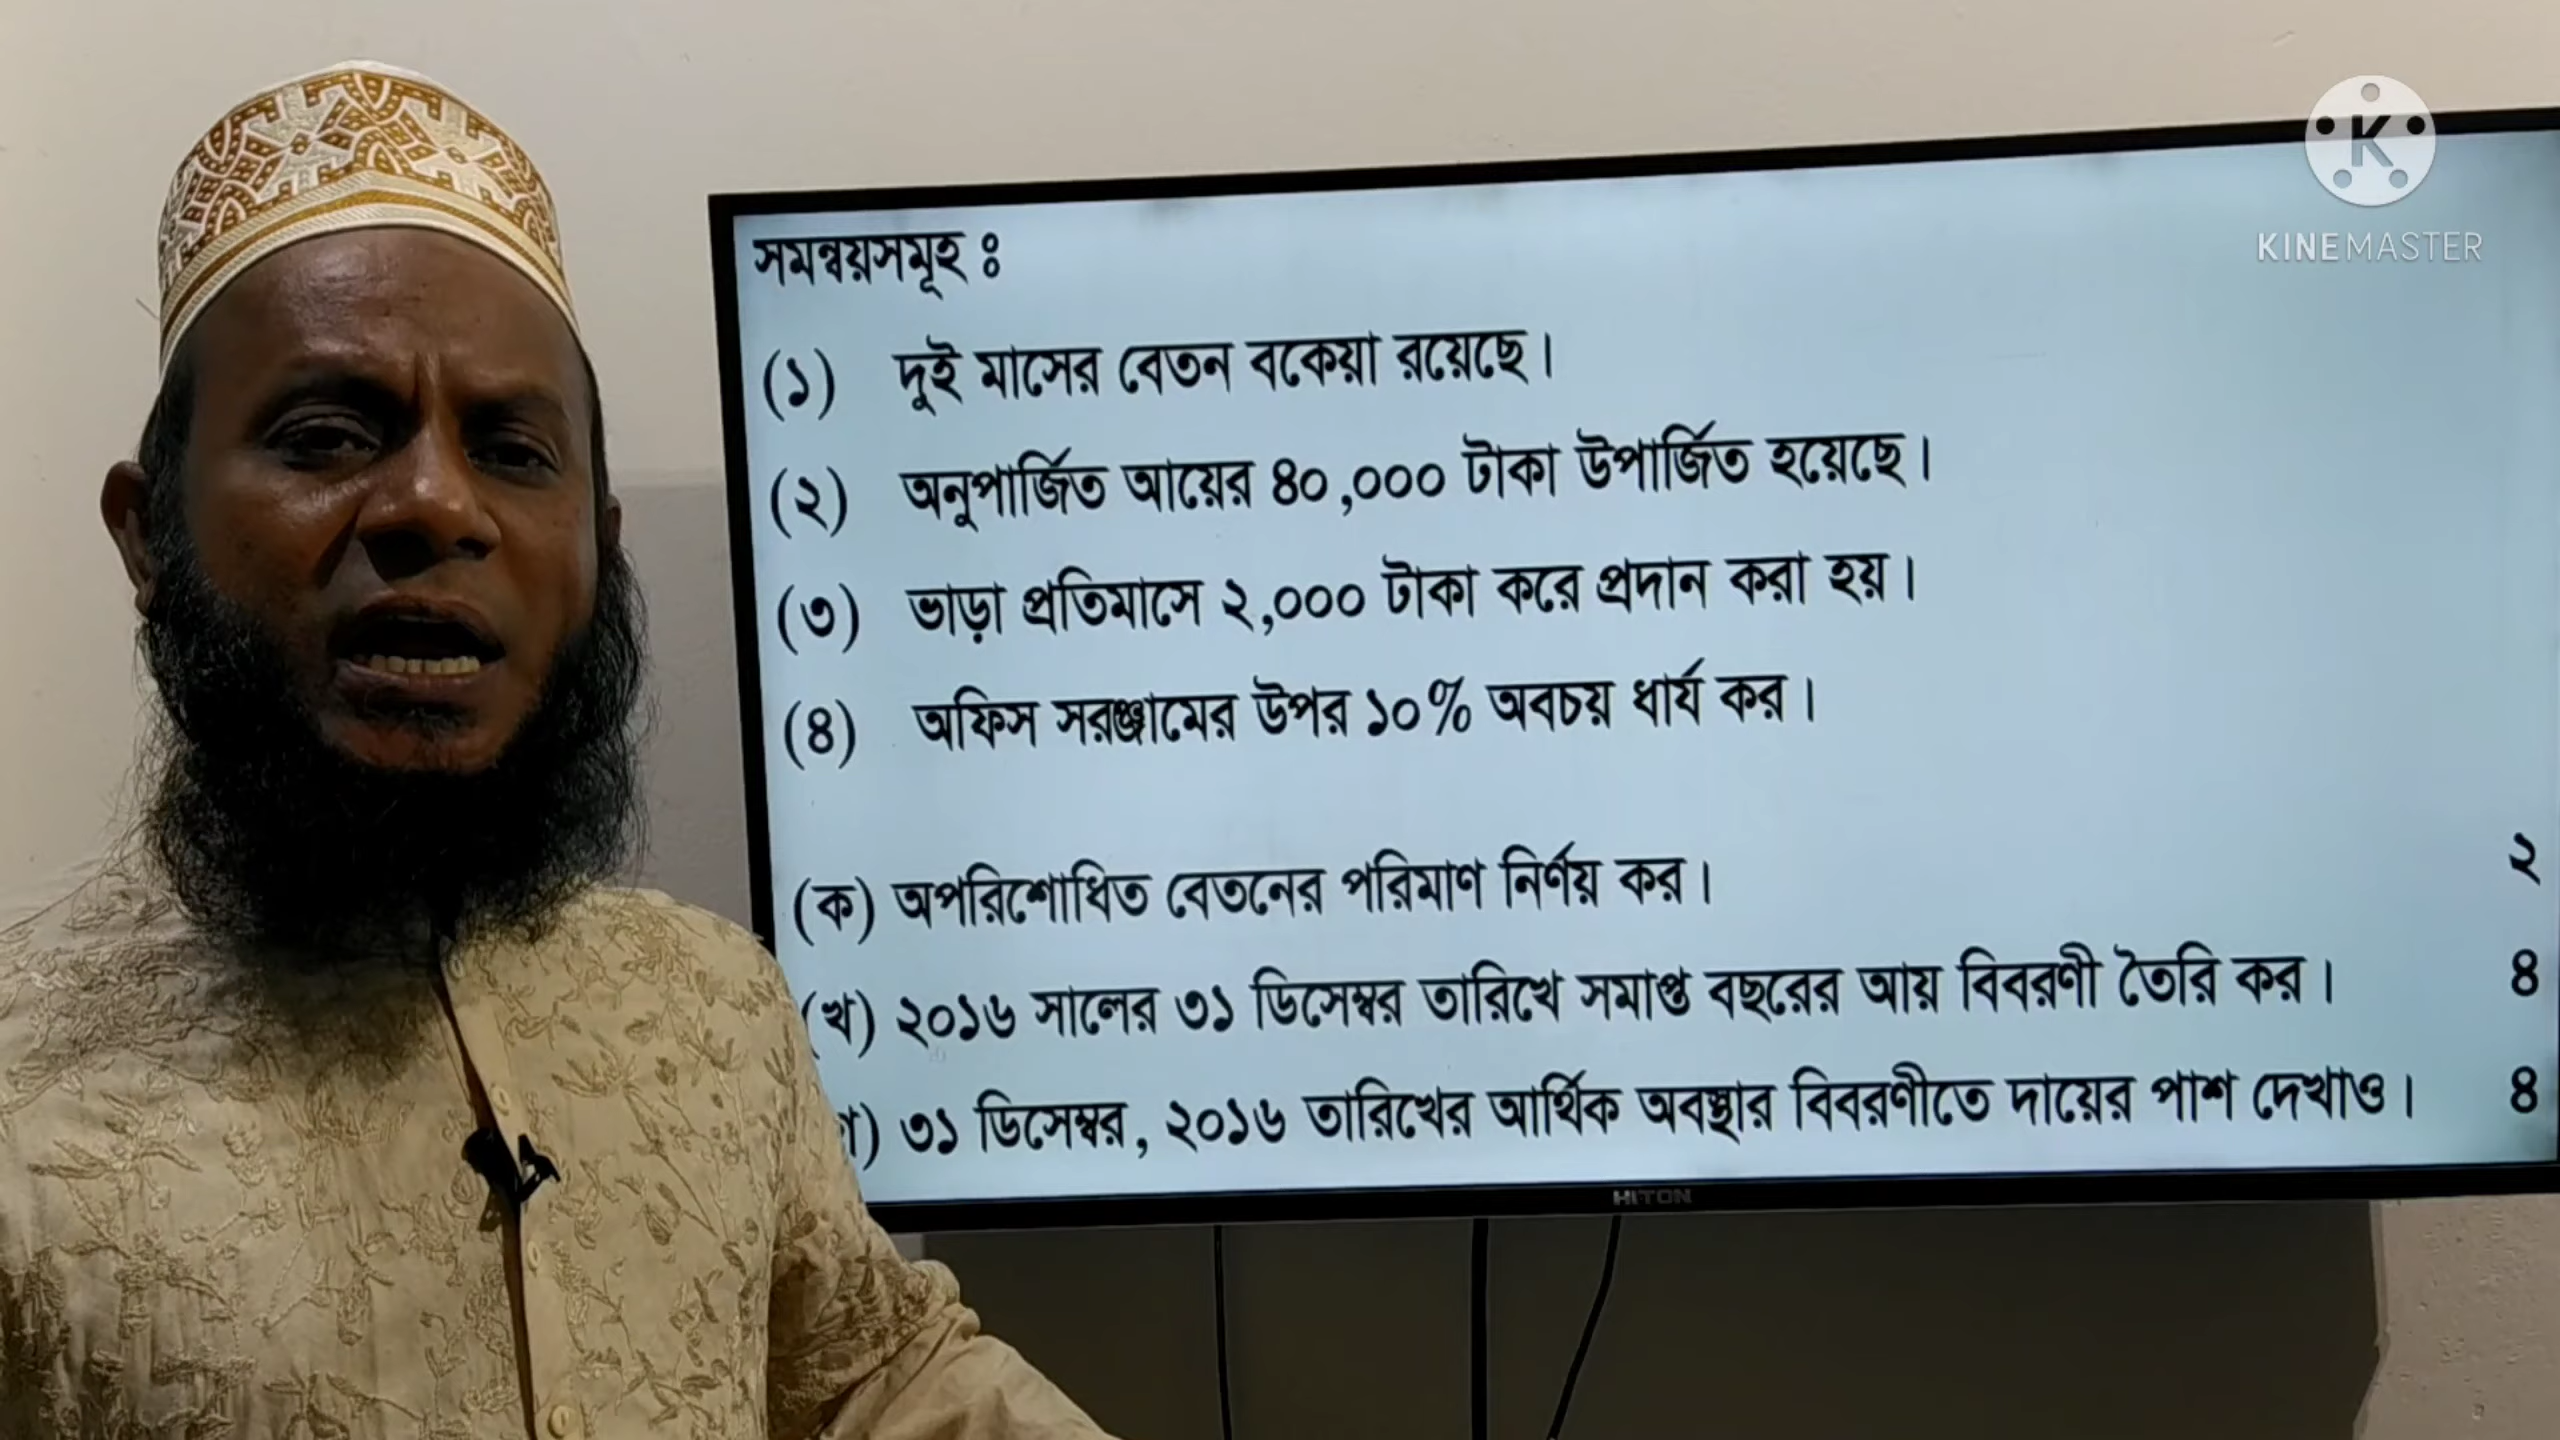 KINEMASTER
সমন্বয়সমূহ ঃ
(১) দুই মাসের বেতন বকেয়া রয়েছে।
(২) অনুপার্জিত আয়ের ৪০,০০০ টাকা উপার্জিত হয়েছে।
(৩) ভাড়া প্রতিমাসে ২,০০০ টাকা করে প্রদান করা হয়।
(৪) অফিস সরঞ্জামের উপর ১০% অবচয় ধার্য কর।
(ক) অপরিশোধিত বেতনের পরিমাণ নির্ণয় কর। ২
(খ) ২০১৬ সালের ৩১ ডিসেম্বর তারিখে সমাপ্ত বছরের আয় বিবরণী তৈরি কর। ৪
) ৩১ ডিসেম্বর, ২০১৬ তারিখের আর্থিক অবস্থার বিবরণীতে দায়ের পাশ দেখাও। ৪
HITON